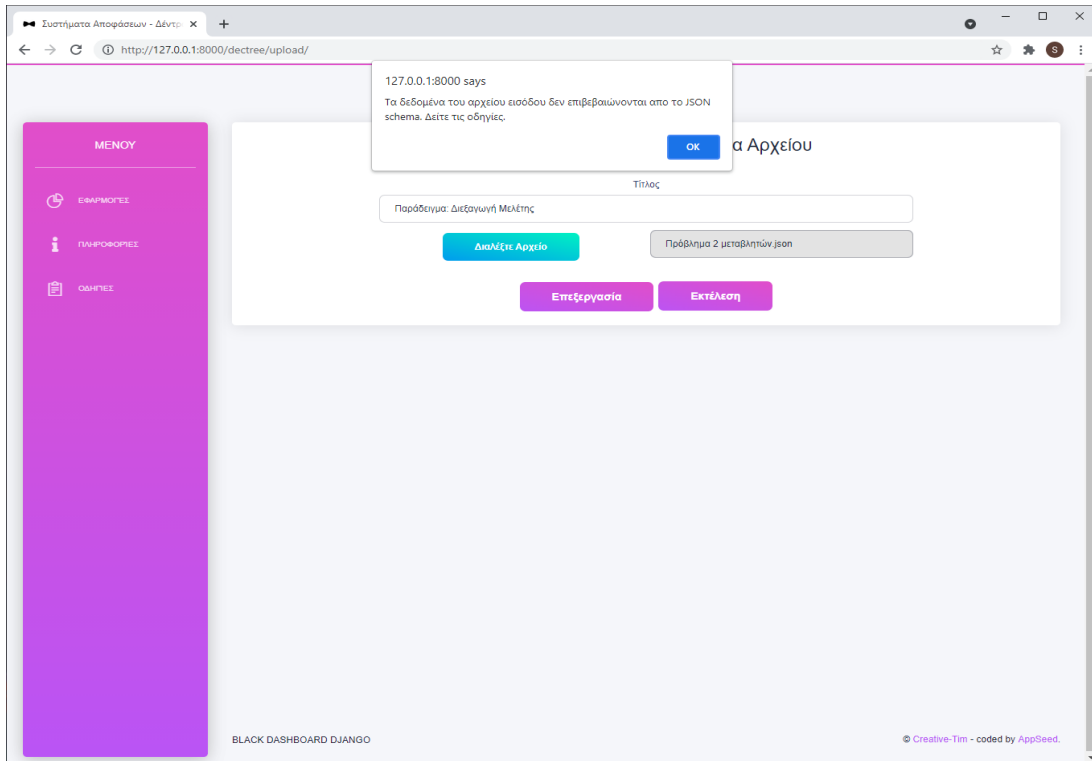 Συστήματα Αποφάσεων - Δέντρ
http://127.0.0.1:8000/dectree/upload/
S
127.0.0.1:8000 says
Τα δεδομένα του αρχείου εισόδου δεν επιβεβαιώνονται απο το JSON
schema. Δείτε τις οδηγίες.
OK
ΜΕΝΟΥ
ΕΦΑΡΜΟΓΕΣ
ΠΛΗΡΟΦΟΡΊΕΣ
ΟΔΗΓΊΕΣ
α Αρχείου
Τίτλος
Παράδειγμα: Διεξαγωγή Μελέτης
Διαλέξτε Αρχείο
Πρόβλημα 2 μεταβλητών.json
Επεξεργασία
Εκτέλεση
BLACK DASHBOARD DJANGO
© Creative-Tim - coded by AppSeed.